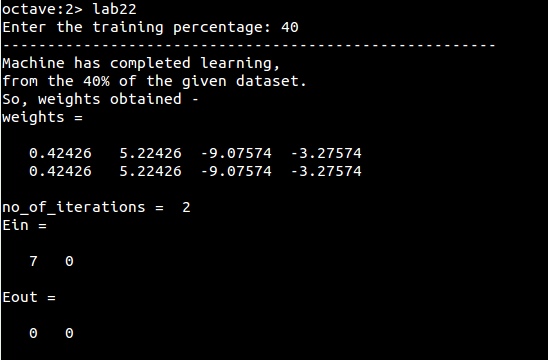 octave:2> lab22
Enter the training percentage: 40
-------------------------------------------------------
Machine has completed learning,
from the 40% of the given dataset.
So, weights obtained -
weights =
0.42426 5.22426 -9.07574 -3.27574
0.42426 5.22426 -9.07574 -3.27574
no_of_iterations = 2
Ein =
7 0
Eout =
0 0